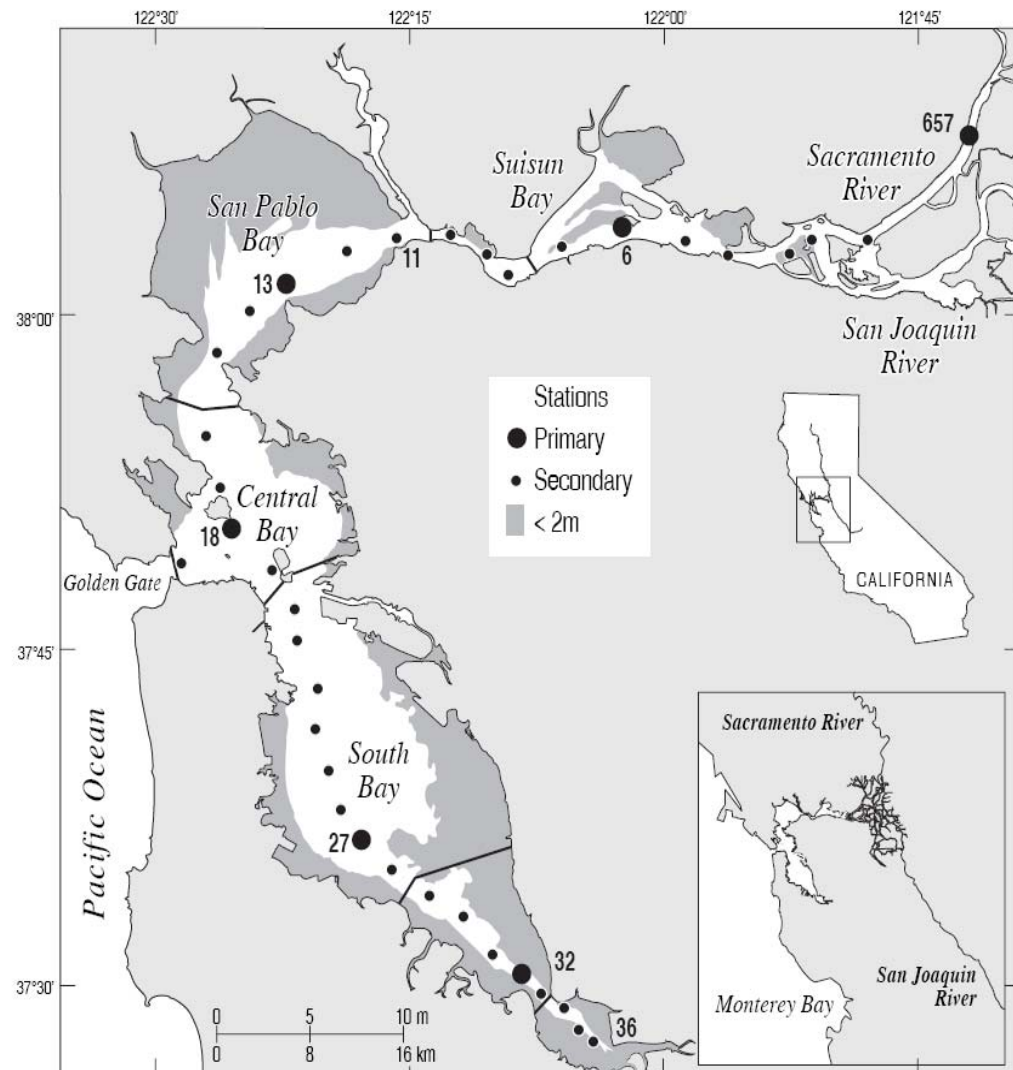 122°30'
122°15'
122°00'
121°45'
657
Sacramento
River
Suisun
Bay
San Pablo
Bay
11
6
13
38°00'
San Joaquin
River
Stations
Primary
Secondary
< 2m
Central
Bay
18
Golden Gate
CALIFORNIA
37°45'
Pacific Ocean
South
Bay
27
Sacramento River
32
37°30'
36
San Joaquin
River
Monterey Bay
0 5 10 m
0 8 16 km